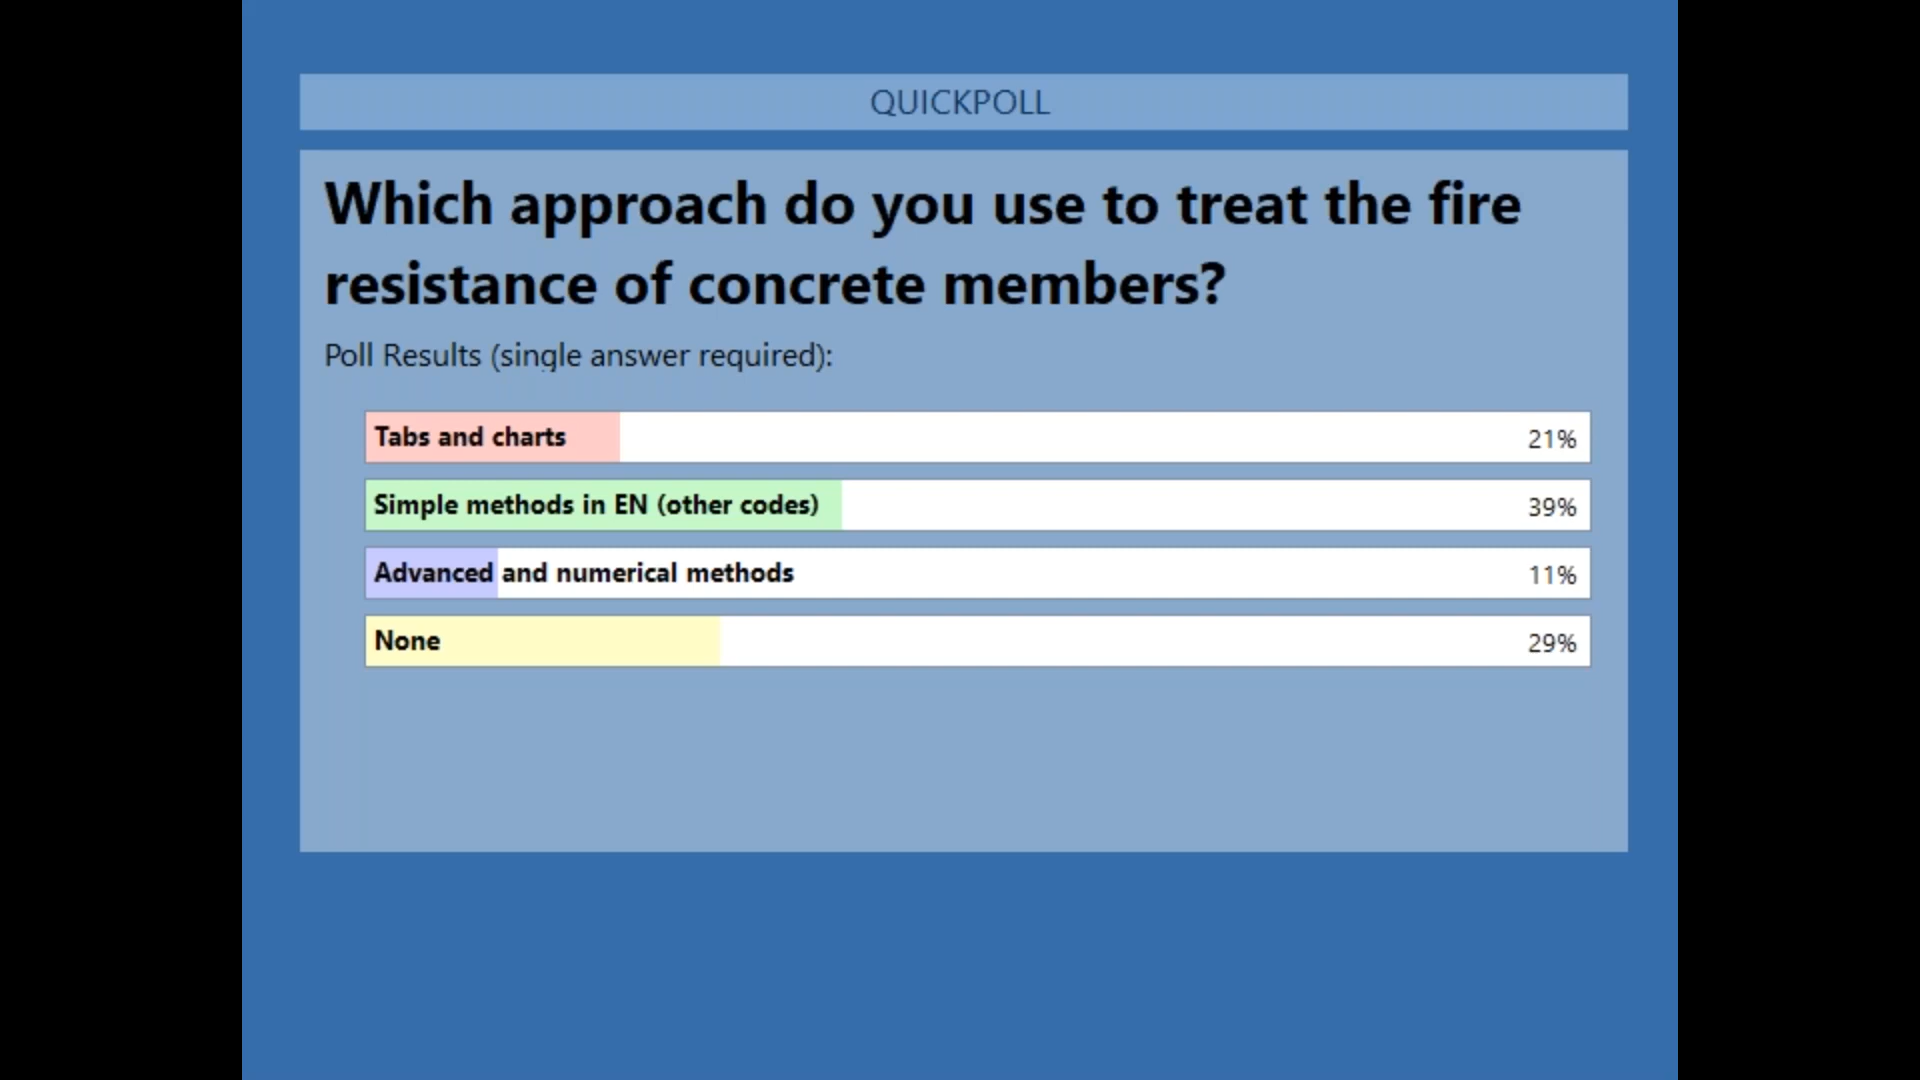 QUICKPOLL
Which approach do you use to treat the fire
resistance of concrete members?
Poll Results (single answer required):
Tabs and charts 21%
Simple methods in EN (other codes) 39%
Advanced and numerical methods 11%
None 29%